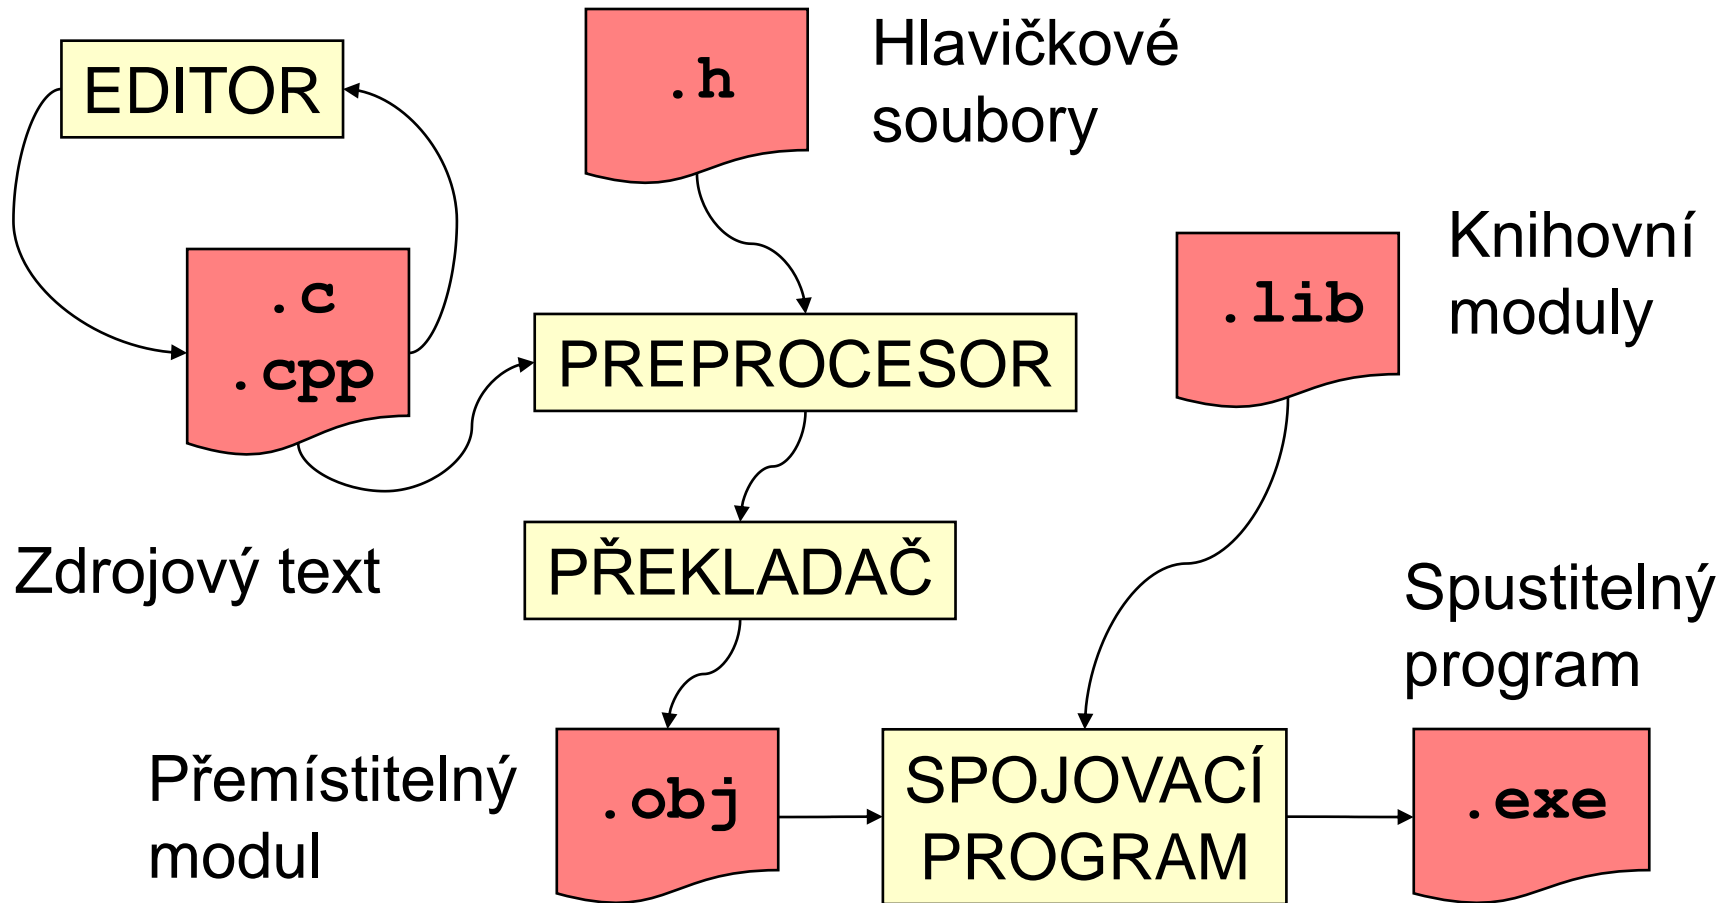 EDITOR
.h
Hlavičkové
soubory
.c
.cpp
Knihovní
moduly
.lib
PREPROCESOR
Zdrojový text
PŘEKLADAČ
Spustitelný
program
Přemístitelný
modul
.obj
SPOJOVACÍ
PROGRAM
.exe